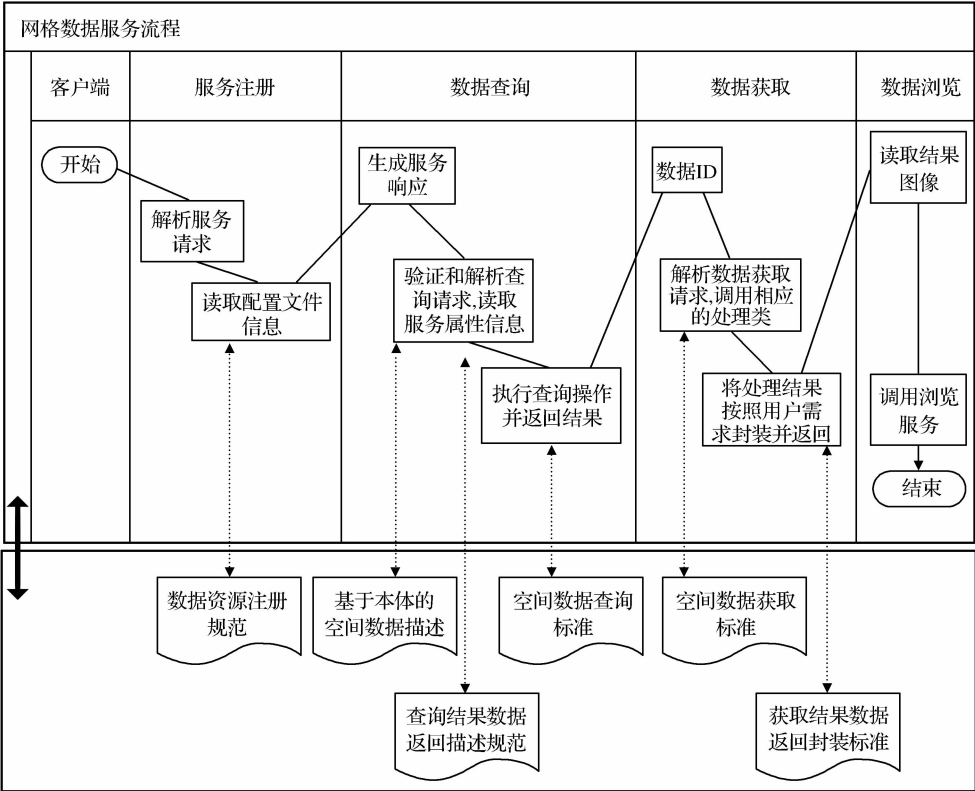 网格数据服务流程
客户端
服务注册
数据查询
数据获取
数据浏览
开始
解析服务
请求
读取配置文件
信息
生成服务
响应
验证和解析查
询请求,读取
服务属性信息
执行查询操作
并返回结果
数据ID
解析数据获取
请求,调用相应
的处理类
将处理结果
按照用户需
求封装并返回
读取结果
图像
调用浏览
服务
结束
数据资源注册
规范
基于本体的
空间数据描述
空间数据查询
标准
空间数据获取
标准
查询结果数据
返回描述规范
获取结果数据
返回封装标准